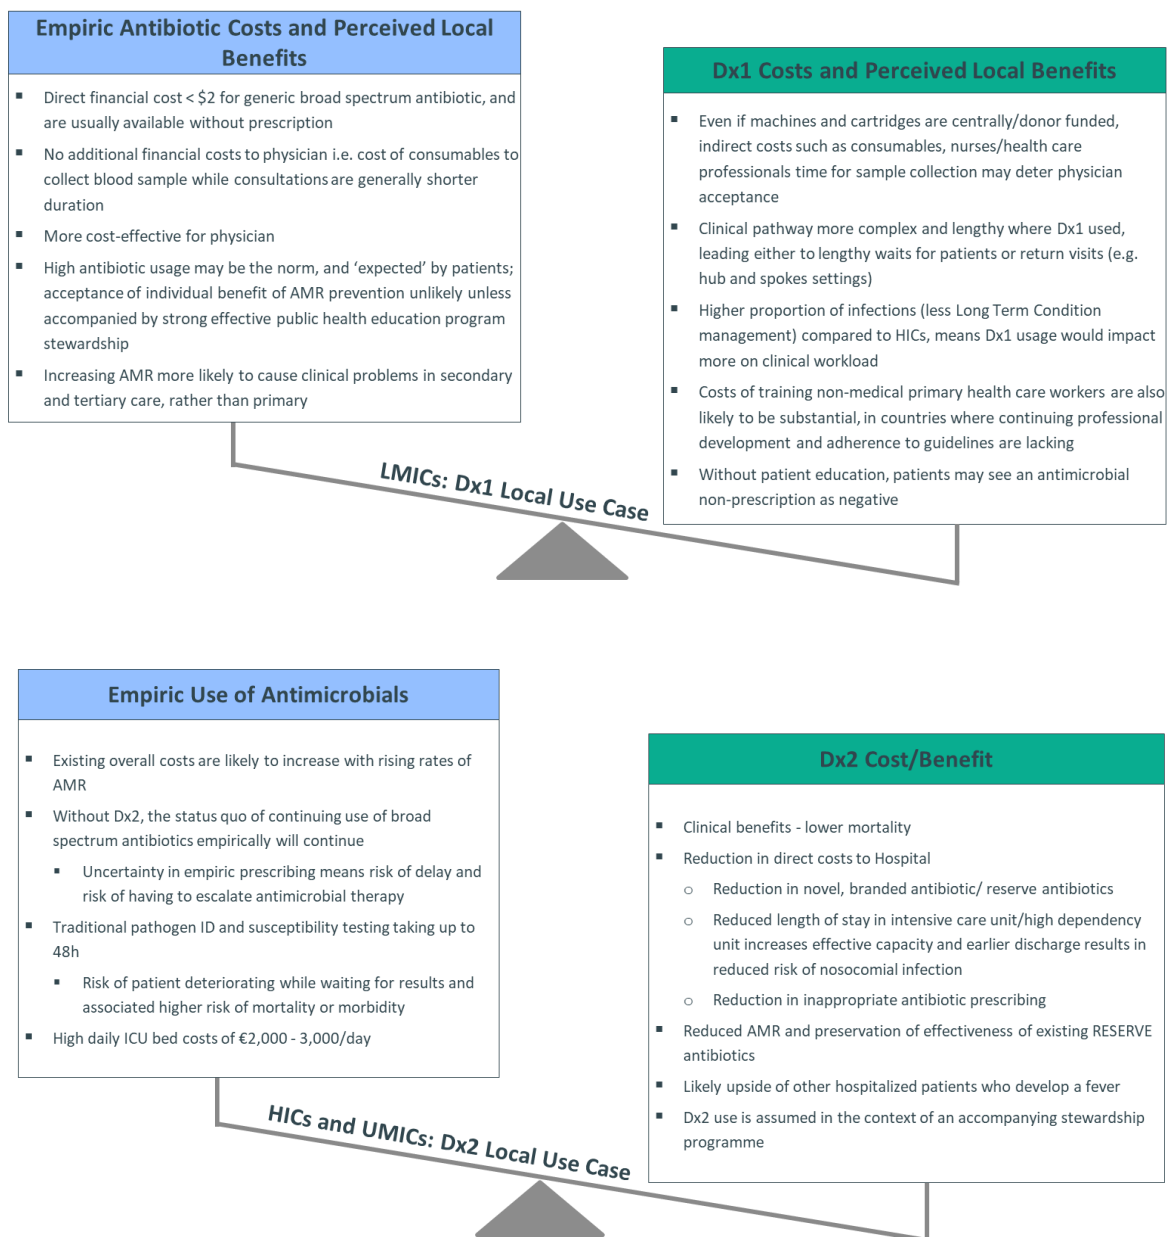 Empiric Antibiotic Costs and Perceived Local
Benefits
▪ Direct financial cost < $2 for generic broad spectrum antibiotic, and
are usually available without prescription
▪ No additional financial costs to physician i.e. cost of consumables to
collect blood sample while consultations are generally shorter
duration
▪ More cost-effective for physician
▪ High antibiotic usage may be the norm, and ‘expected’ by patients;
acceptance of individual benefit of AMR prevention unlikely unless
accompanied by strong effective public health education program
stewardship
▪ Increasing AMR more likely to cause clinical problems in secondary
and tertiary care, rather than primary
Dx1 Costs and Perceived Local Benefits
▪ Even if machines and cartridges are centrally/donor funded,
indirect costs such as consumables, nurses/health care
professionals time for sample collection may deter physician
acceptance
▪ Clinical pathway more complex and lengthy where Dx1 used,
leading either to lengthy waits for patients or return visits (e.g.
hub and spokes settings)
▪ Higher proportion of infections (less Long Term Condition
management) compared to HICs, means Dx1 usage would impact
more on clinical workload
▪ Costs of training non-medical primary health care workers are also
likely to be substantial, in countries where continuing professional
development and adherence to guidelines are lacking
▪ Without patient education, patients may see an antimicrobial
non-prescription as negative
LMICs: Dx1 Local Use Case
Empiric Use of Antimicrobials
▪ Existing overall costs are likely to increase with rising rates of
AMR
▪ Without Dx2, the status quo of continuing use of broad
spectrum antibiotics empirically will continue
▪ Uncertainty in empiric prescribing means risk of delay and
risk of having to escalate antimicrobial therapy
▪ Traditional pathogen ID and susceptibility testing taking up to
48h
▪ Risk of patient deteriorating while waiting for results and
associated higher risk of mortality or morbidity
▪ High daily ICU bed costs of €2,000 - 3,000/day
Dx2 Cost/Benefit
▪ Clinical benefits - lower mortality
▪ Reduction in direct costs to Hospital
o Reduction in novel, branded antibiotic/ reserve antibiotics
o Reduced length of stay in intensive care unit/high dependency
unit increases effective capacity and earlier discharge results in
reduced risk of nosocomial infection
o Reduction in inappropriate antibiotic prescribing
▪ Reduced AMR and preservation of effectiveness of existing RESERVE
antibiotics
▪ Likely upside of other hospitalized patients who develop a fever
▪ Dx2 use is assumed in the context of an accompanying stewardship
programme
HICs and UMICs: Dx2 Local Use Case